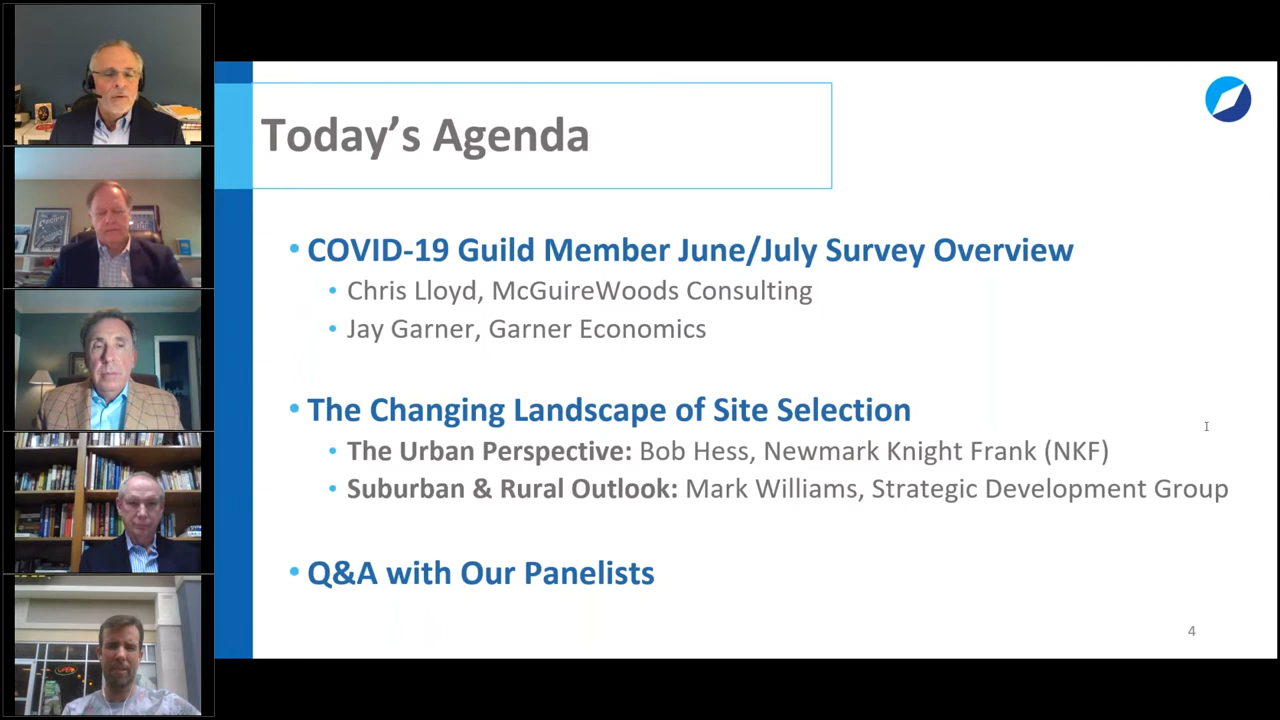 Today's Agenda
• COVID-19 Guild Member June/July Survey Overview
• Chris Lloyd, McGuireWoods Consulting
• Jay Garner, Garner Economics
• The Changing Landscape of Site Selection
• The Urban Perspective: Bob Hess, Newmark Knight Frank (NKF)
• Suburban & Rural Outlook: Mark Williams, Strategic Development Group
• Q&A with Our Panelists
4